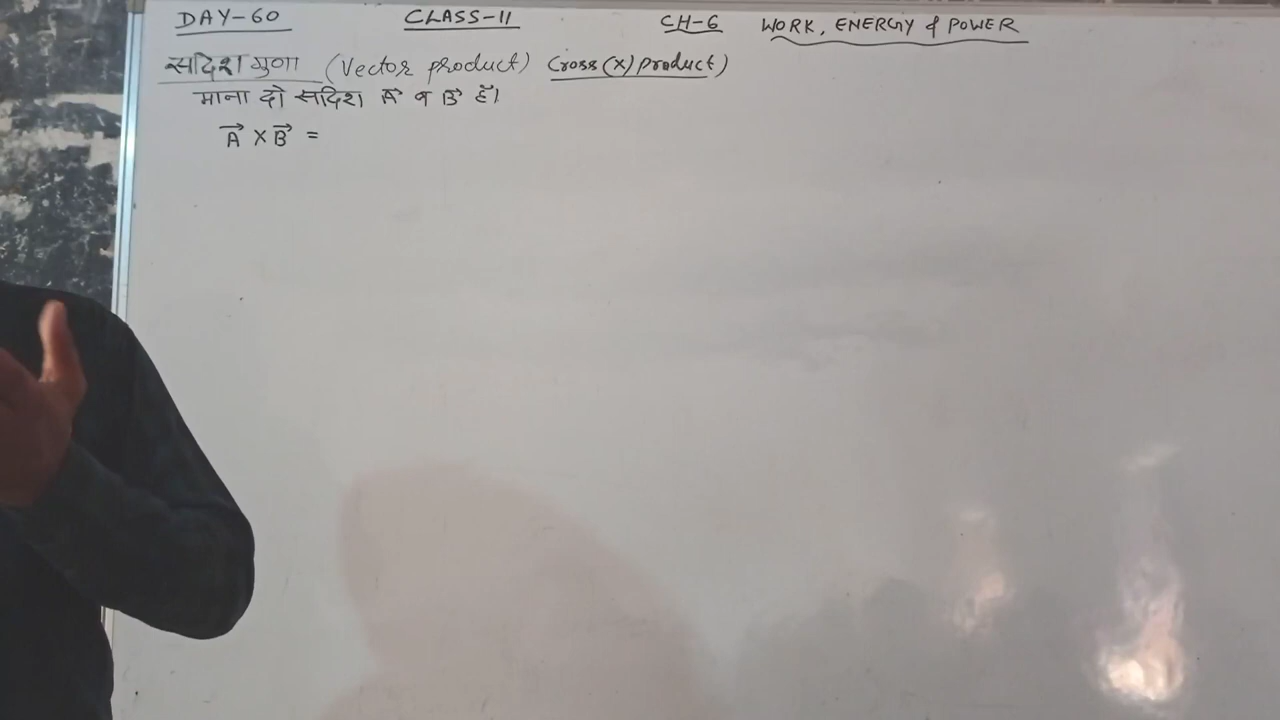 DAY-60 CLASS-11 CH-6 WORK, ENERGY & POWER
सदिश गुणा (Vector product) Cross(X) product)
माना दो सदिश A⃗ व B⃗ हैं।
A⃗ X B⃗ =